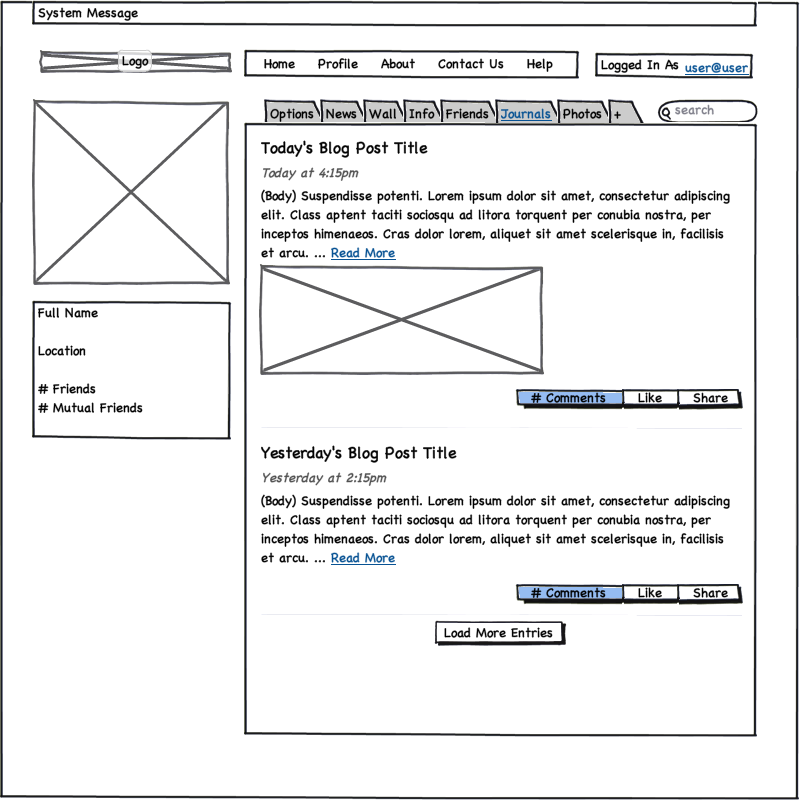 System Message
Logo
Home Profile About Contact Us Help
Logged In As user@user
Options News Wall Info Friends Journals Photos +
search
Today's Blog Post Title
Today at 4:15pm
(Body) Suspendisse potenti. Lorem ipsum dolor sit amet, consectetur adipiscing
elit. Class aptent taciti sociosqu ad litora torquent per conubia nostra, per
inceptos himenaeos. Cras dolor lorem, aliquet sit amet scelerisque in, facilisis
et arcu. ... Read More
Full Name
Location
# Friends
# Mutual Friends
# Comments Like Share
Yesterday's Blog Post Title
Yesterday at 2:15pm
(Body) Suspendisse potenti. Lorem ipsum dolor sit amet, consectetur adipiscing
elit. Class aptent taciti sociosqu ad litora torquent per conubia nostra, per
inceptos himenaeos. Cras dolor lorem, aliquet sit amet scelerisque in, facilisis
et arcu. ... Read More
# Comments Like Share
Load More Entries